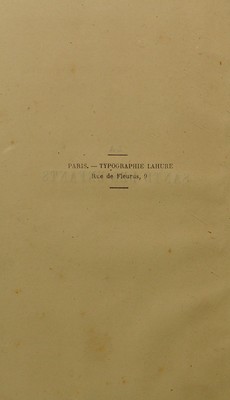 PARIS. — TYPOGRAPHIE LAHURE
Rue de Fleurus, 9